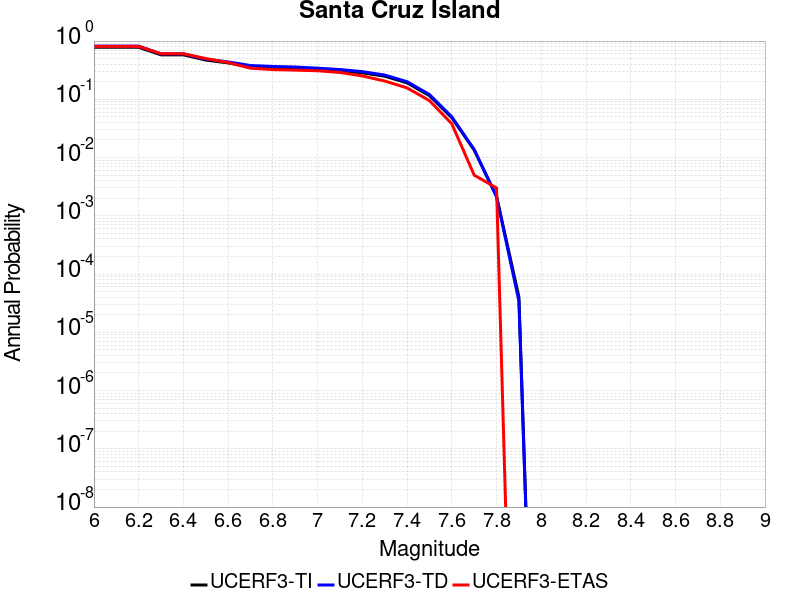 Santa Cruz Island
10^0
10^-1
10^-2
10^-3
10^-4
10^-5
10^-6
10^-7
10^-8
Annual Probability
6 6.2 6.4 6.6 6.8 7 7.2 7.4 7.6 7.8 8 8.2 8.4 8.6 8.8 9
Magnitude
UCERF3-TI UCERF3-TD UCERF3-ETAS